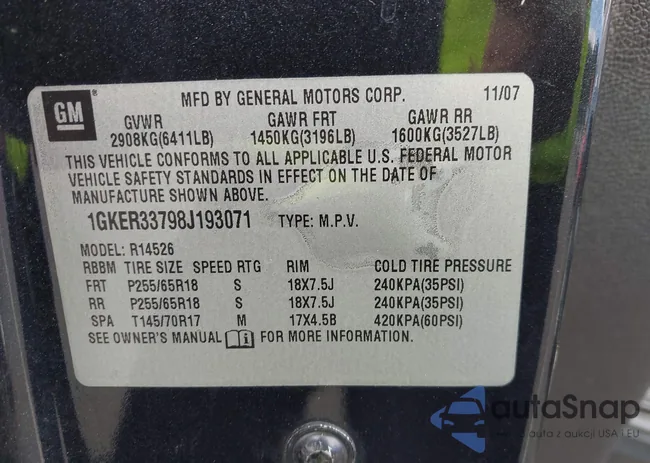 GM
®
MFD BY GENERAL MOTORS CORP. 11/07
GVWR GAWR FRT GAWR RR
2908KG(6411LB) 1450KG(3196LB) 1600KG(3527LB)
THIS VEHICLE CONFORMS TO ALL APPLICABLE U.S. FEDERAL MOTOR
VEHICLE SAFETY STANDARDS IN EFFECT ON THE DATE OF
MANUFACTURE SHOWN ABOVE.
1GKER33798J193071 TYPE: M.P.V.
MODEL: R14526
RBBM TIRE SIZE SPEED RTG RIM COLD TIRE PRESSURE
FRT P255/65R18 S 18X7.5J 240KPA(35PSI)
RR P255/65R18 S 18X7.5J 240KPA(35PSI)
SPA T145/70R17 M 17X4.5B 420KPA(60PSI)
SEE OWNER'S MANUAL FOR MORE INFORMATION.
autaSnap
auta z aukcji USA i EU